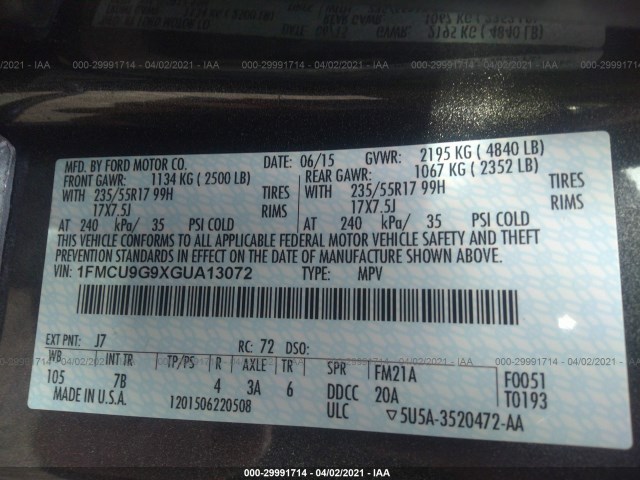 000-29991714 - 04/02/2021 - IAA
MFD. BY FORD MOTOR CO.
DATE: 06/15 GVWR: 2195 KG ( 4840 LB)
FRONT GAWR: 1134 KG ( 2500 LB) REAR GAWR: 1067 KG ( 2352 LB)
WITH 235/55R17 99H TIRES WITH 235/55R17 99H TIRES
17X7.5J RIMS 17X7.5J RIMS
AT 240 kPa/ 35 PSI COLD AT 240 kPa/ 35 PSI COLD
THIS VEHICLE CONFORMS TO ALL APPLICABLE FEDERAL MOTOR VEHICLE SAFETY AND THEFT
PREVENTION STANDARDS IN EFFECT ON THE DATE OF MANUFACTURE SHOWN ABOVE.
VIN: 1FMCU9G9XGUA13072 TYPE: MPV
EXT PNT: J7 RC: 72 DSO:
WB INT TR TP/PS R AXLE TR SPR FM21A F0051
105 7B 4 3A 6 DDCC 20A T0193
MADE IN U.S.A. 1201506220508 ULC ▽5U5A-3520472-AA
000-29991714 - 04/02/2021 - IAA